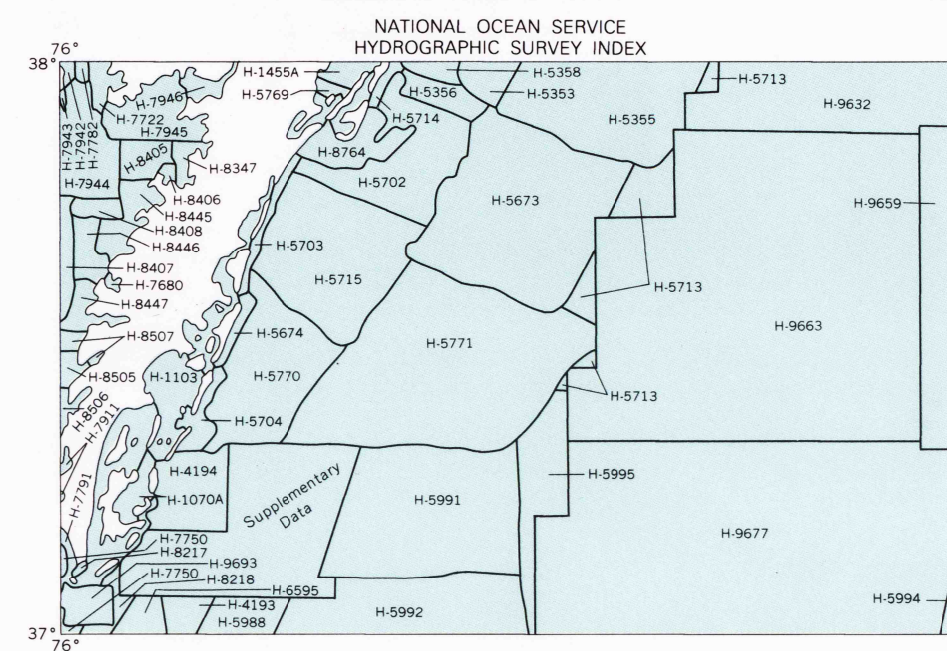 NATIONAL OCEAN SERVICE
HYDROGRAPHIC SURVEY INDEX
76°
38°
H-1455A
H-5358
H-5713
H-5769
H-5356
H-5353
H-7946
H-9632
H-7722
H-5714
H-5355
H-7945
H-7943
H-7942
H-7782
H-8405
H-8764
H-8347
H-7944
H-5702
H-8406
H-5673
H-9659
H-8445
H-8408
H-8446
H-5703
H-8407
H-5715
H-7680
H-5713
H-8447
H-9663
H-8507
H-5674
H-5771
H-8505
H-1103
H-5770
H-5713
H-8506
H-7911
H-5704
H-4194
H-5995
H-7791
H-1070A
Supplementary
Data
H-5991
H-9677
H-7750
H-8217
H-9693
H-7750
H-8218
H-6595
H-5994
H-4193
H-5992
H-5988
37°
76°